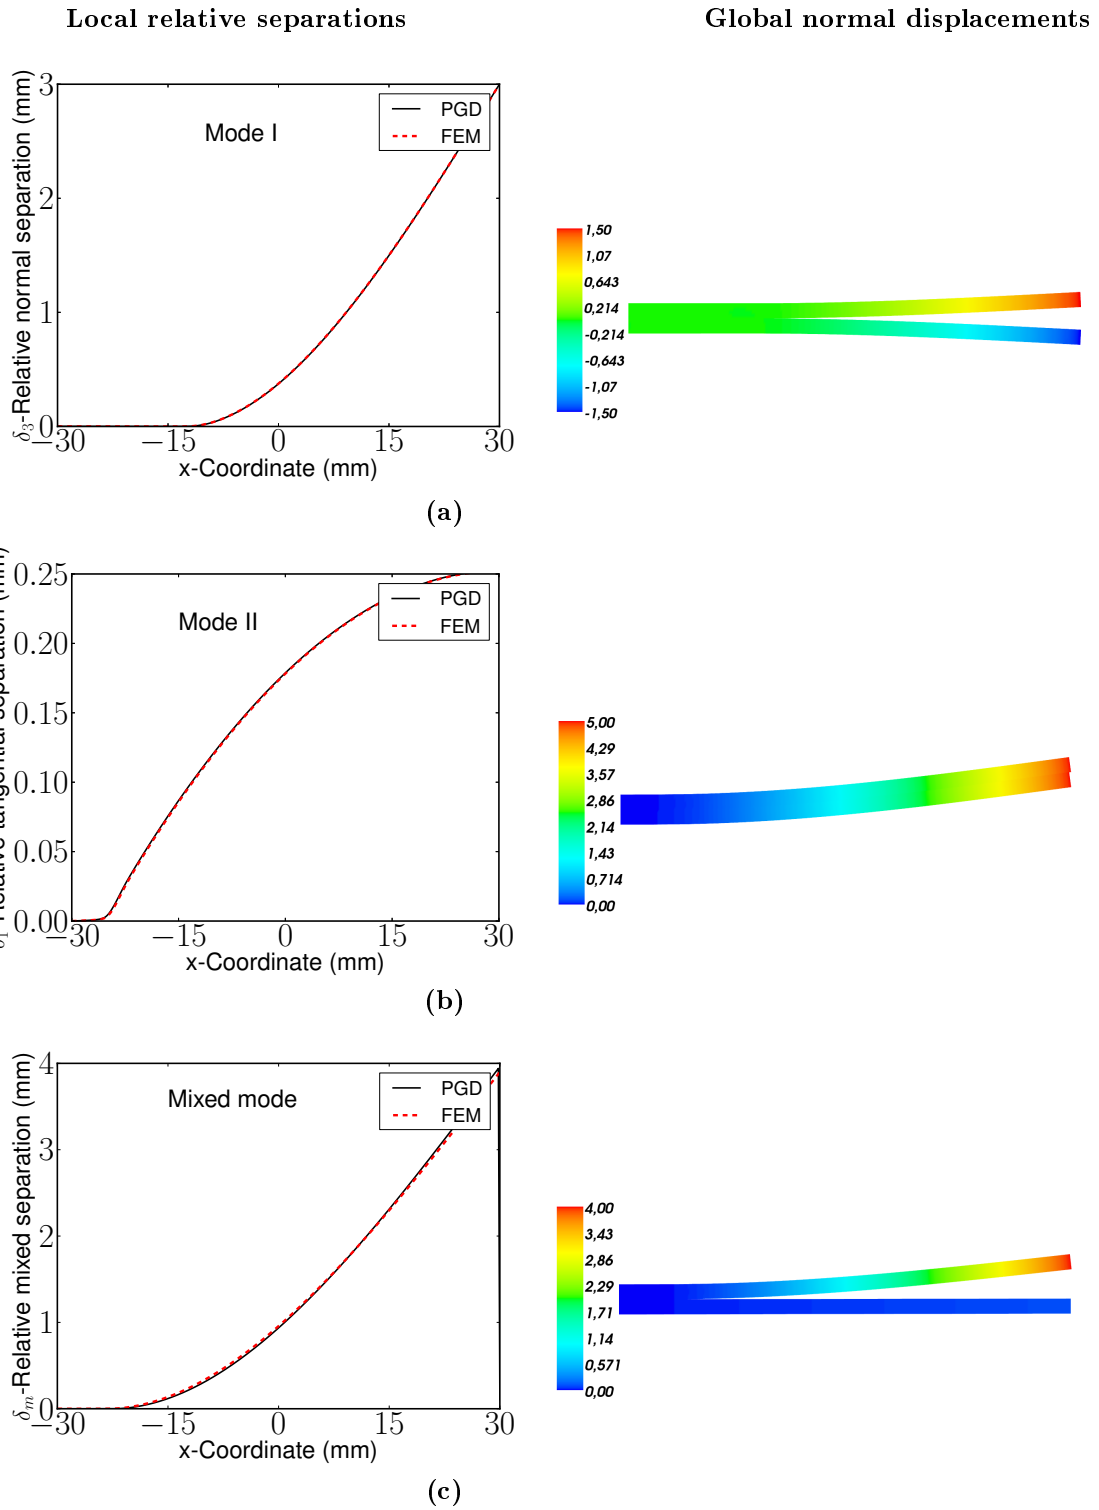 Local relative separations
Global normal displacements
δ3-Relative normal separation (mm)
3
2
1
0
Mode I
PGD
FEM
−30 −15 0 15 30
x-Coordinate (mm)
1,50
1,07
0,643
0,214
-0,214
-0,643
-1,07
-1,50
(a)
Relative tangential separation (mm)
0.25
0.20
0.15
0.10
0.05
0.00
Mode II
PGD
FEM
−30 −15 0 15 30
x-Coordinate (mm)
5,00
4,29
3,57
2,86
2,14
1,43
0,714
0,00
(b)
δm-Relative mixed separation (mm)
4
3
2
1
0
Mixed mode
PGD
FEM
−30 −15 0 15 30
x-Coordinate (mm)
4,00
3,43
2,86
2,29
1,71
1,14
0,571
0,00
(c)